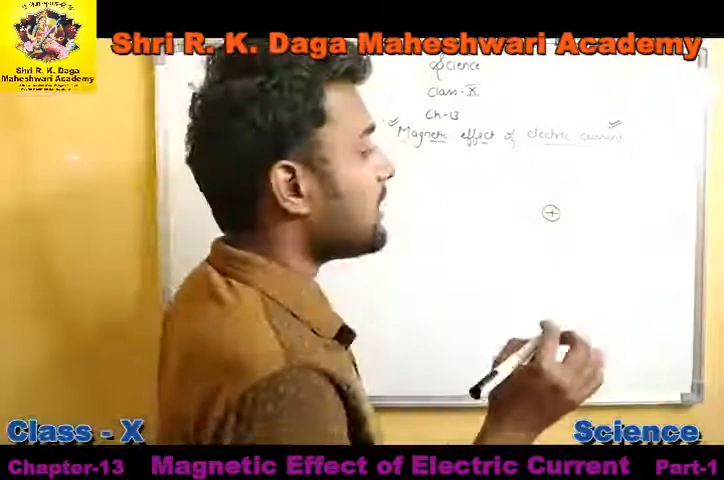 Shri R. K. Daga Maheshwari Academy
Shri R. K. Daga
Maheshwari Academy
Science
Class - X
Ch-13
"Magnetic effect of electric current"
+
Class - X
Science
Chapter-13 Magnetic Effect of Electric Current Part-1